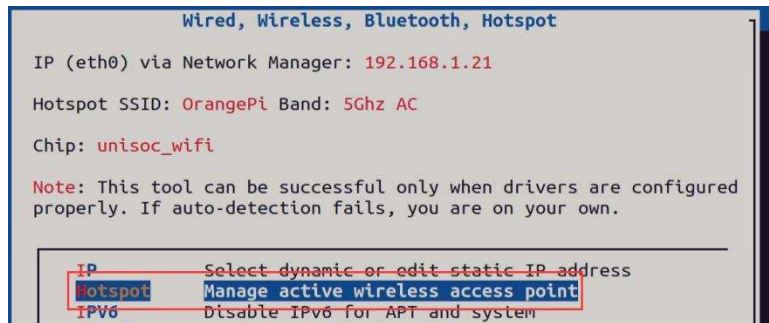 Wired, Wireless, Bluetooth, Hotspot
IP (eth0) via Network Manager: 192.168.1.21
Hotspot SSID: OrangePi Band: 5Ghz AC
Chip: unisoc_wifi
Note: This tool can be successful only when drivers are configured
properly. If auto-detection fails, you are on your own.
IP Select dynamic or edit static IP address
Hotspot Manage active wireless access point
IPV6 Disable IPv6 for APT and system